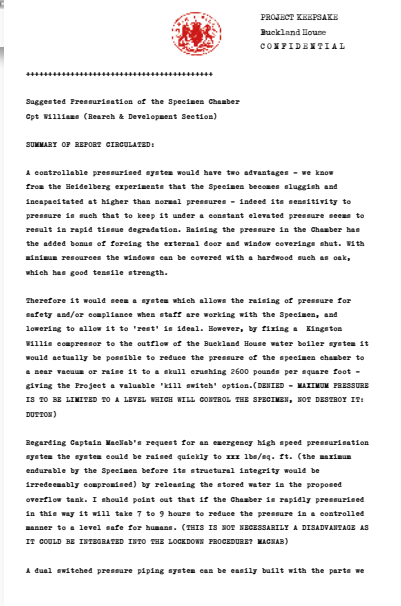 PROJECT KEEPSAKE
Buckland House
CONFIDENTIAL
++++++++++++++++++++++++++++++++++++++++++
Suggested Pressurisation of the Specimen Chamber
Cpt Williams (Rearch & Development Section)
SUMMARY OF REPORT CIRCULATED:
A controllable pressurised system would have two advantages - we know
from the Heidelberg experiments that the Specimen becomes sluggish and
incapacitated at higher than normal pressures - indeed its sensitivity to
pressure is such that to keep it under a constant elevated pressure seems to
result in rapid tissue degradation. Raising the pressure in the Chamber has
the added bonus of forcing the external door and window coverings shut. With
minimum resources the windows can be covered with a hardwood such as oak,
which has good tensile strength.
Therefore it would seem a system which allows the raising of pressure for
safety and/or compliance when staff are working with the Specimen, and
lowering to allow it to 'rest' is ideal. However, by fixing a Kingston
Willis compressor to the outflow of the Buckland House water boiler system it
would actually be possible to reduce the pressure of the specimen chamber to
a near vacuum or raise it to a skull crushing 2600 pounds per square foot -
giving the Project a valuable 'kill switch' option.(DENIED - MAXIMUM PRESSURE
IS TO BE LIMITED TO A LEVEL WHICH WILL CONTROL THE SPECIMEN, NOT DESTROY IT:
DUTTON)
Regarding Captain MacNab's request for an emergency high speed pressurisation
system the system could be raised quickly to xxx lbs/sq. ft. (the maximum
endurable by the Specimen before its structural integrity would be
irredeemably compromised) by releasing the stored water in the proposed
overflow tank. I should point out that if the Chamber is rapidly pressurised
in this way it will take 7 to 9 hours to reduce the pressure in a controlled
manner to a level safe for humans. (THIS IS NOT NECESSARILY A DISADVANTAGE AS
IT COULD BE INTEGRATED INTO THE LOCKDOWN PROCEDURE? MACNAB)
A dual switched pressure piping system can be easily built with the parts we